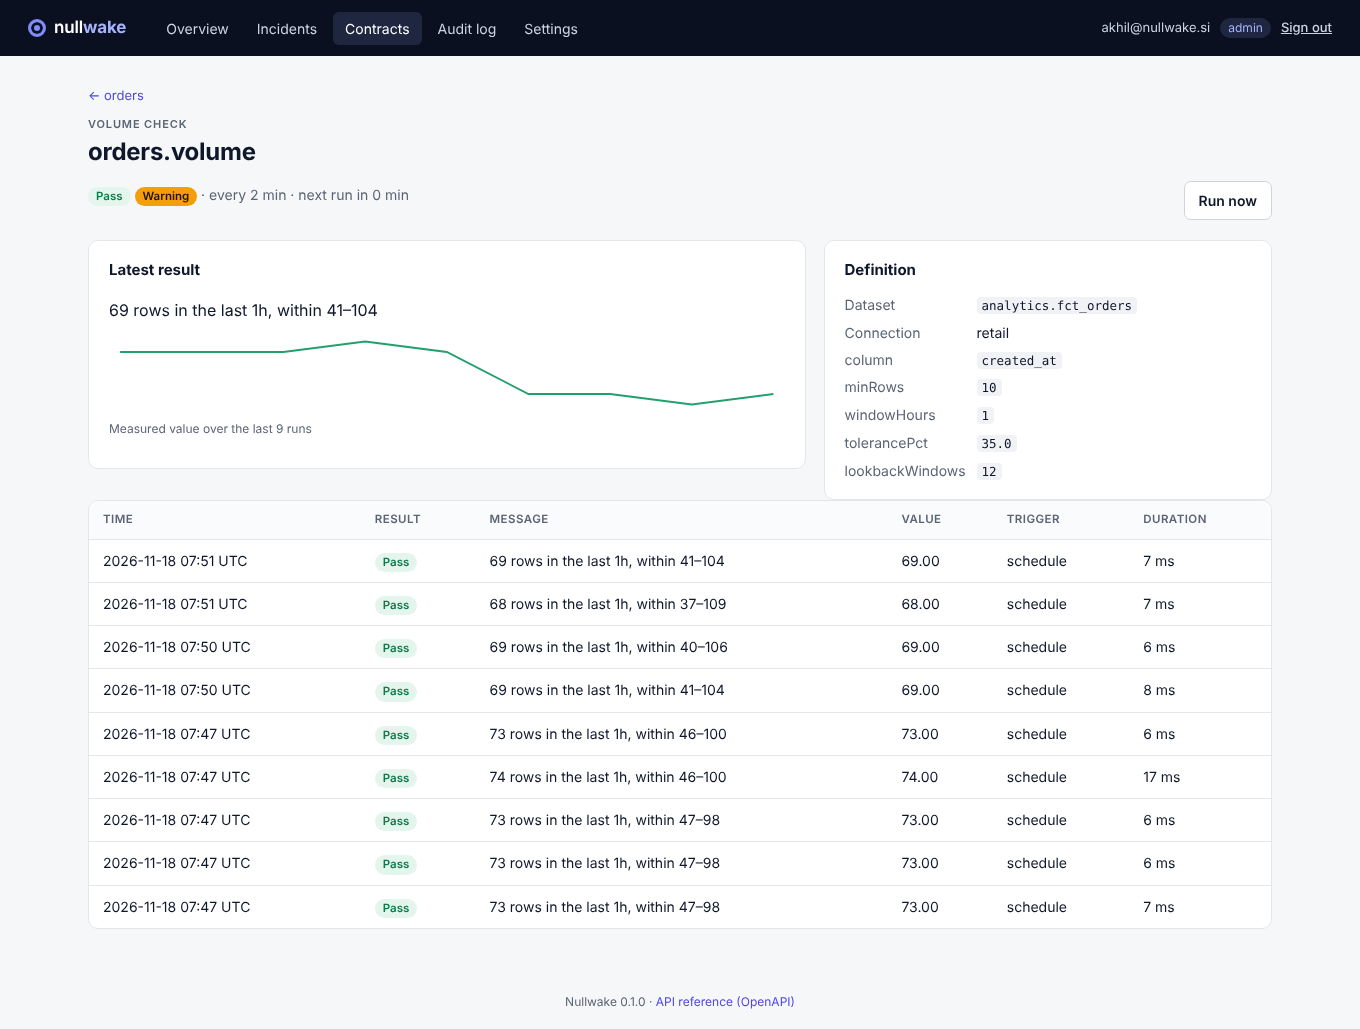 nullwake Overview Incidents Contracts Audit log Settings akhil@nullwake.si admin Sign out
← orders
VOLUME CHECK
orders.volume
Pass Warning · every 2 min · next run in 0 min
Run now
Latest result
69 rows in the last 1h, within 41–104
Measured value over the last 9 runs
Definition
Dataset analytics.fct_orders
Connection retail
column created_at
minRows 10
windowHours 1
tolerancePct 35.0
lookbackWindows 12
TIME RESULT MESSAGE VALUE TRIGGER DURATION
2026-11-18 07:51 UTC Pass 69 rows in the last 1h, within 41–104 69.00 schedule 7 ms
2026-11-18 07:51 UTC Pass 68 rows in the last 1h, within 37–109 68.00 schedule 7 ms
2026-11-18 07:50 UTC Pass 69 rows in the last 1h, within 40–106 69.00 schedule 6 ms
2026-11-18 07:50 UTC Pass 69 rows in the last 1h, within 41–104 69.00 schedule 8 ms
2026-11-18 07:47 UTC Pass 73 rows in the last 1h, within 46–100 73.00 schedule 6 ms
2026-11-18 07:47 UTC Pass 74 rows in the last 1h, within 46–100 74.00 schedule 17 ms
2026-11-18 07:47 UTC Pass 73 rows in the last 1h, within 47–98 73.00 schedule 6 ms
2026-11-18 07:47 UTC Pass 73 rows in the last 1h, within 47–98 73.00 schedule 6 ms
2026-11-18 07:47 UTC Pass 73 rows in the last 1h, within 47–98 73.00 schedule 7 ms
Nullwake 0.1.0 · API reference (OpenAPI)